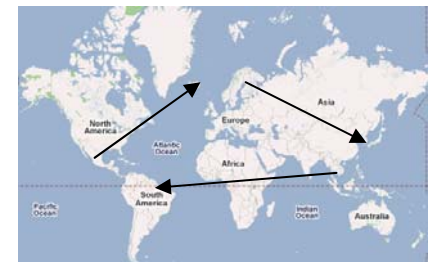 Asia
North
America
Europe
Atlantic
Ocean
Africa
South
America
Pacific
Ocean
Indian
Ocean
Australia